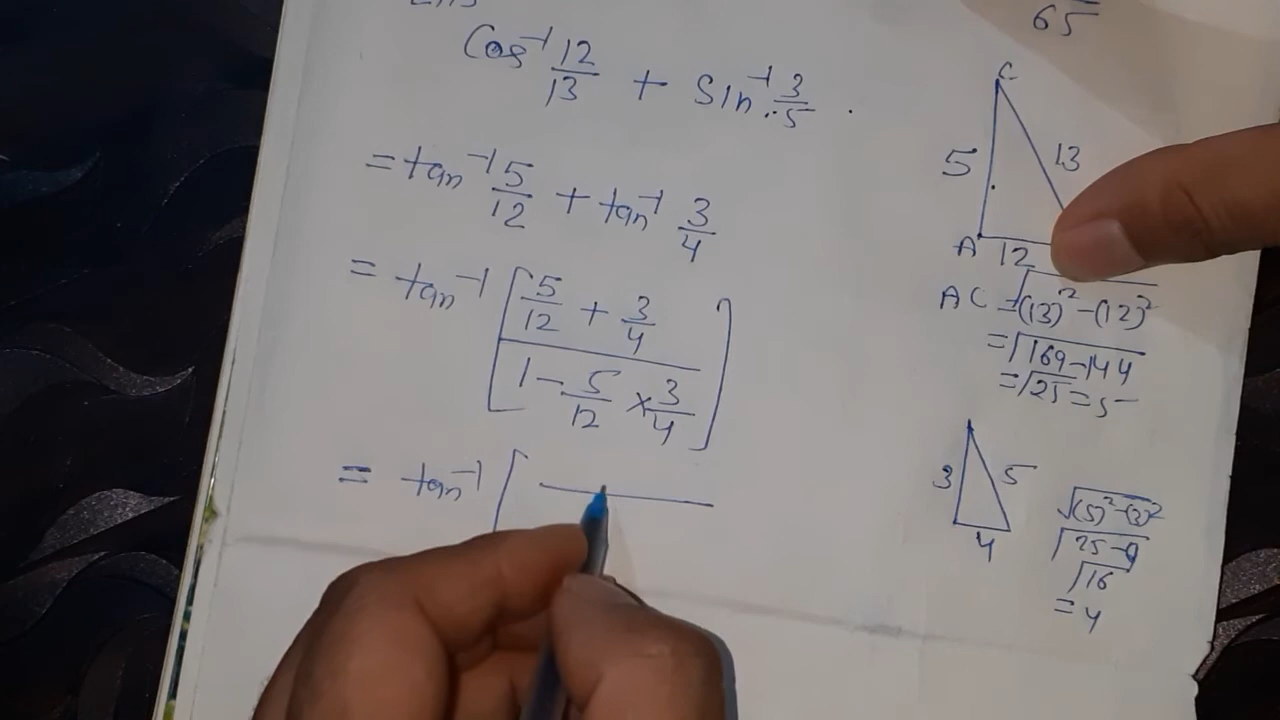 65
Cos⁻¹ 12/13 + Sin⁻¹ 3/5 .
= tan⁻¹ 5/12 + tan⁻¹ 3/4
= tan⁻¹ [ (5/12 + 3/4) / (1 - 5/12 × 3/4) ]
= tan⁻¹ [
C
5 13
A 12
AC = √(13)² - (12)²
= √169 - 144
= √25 = 5
3 5
4
√(5)² - (3)²
√25 - 9
√16
= 4